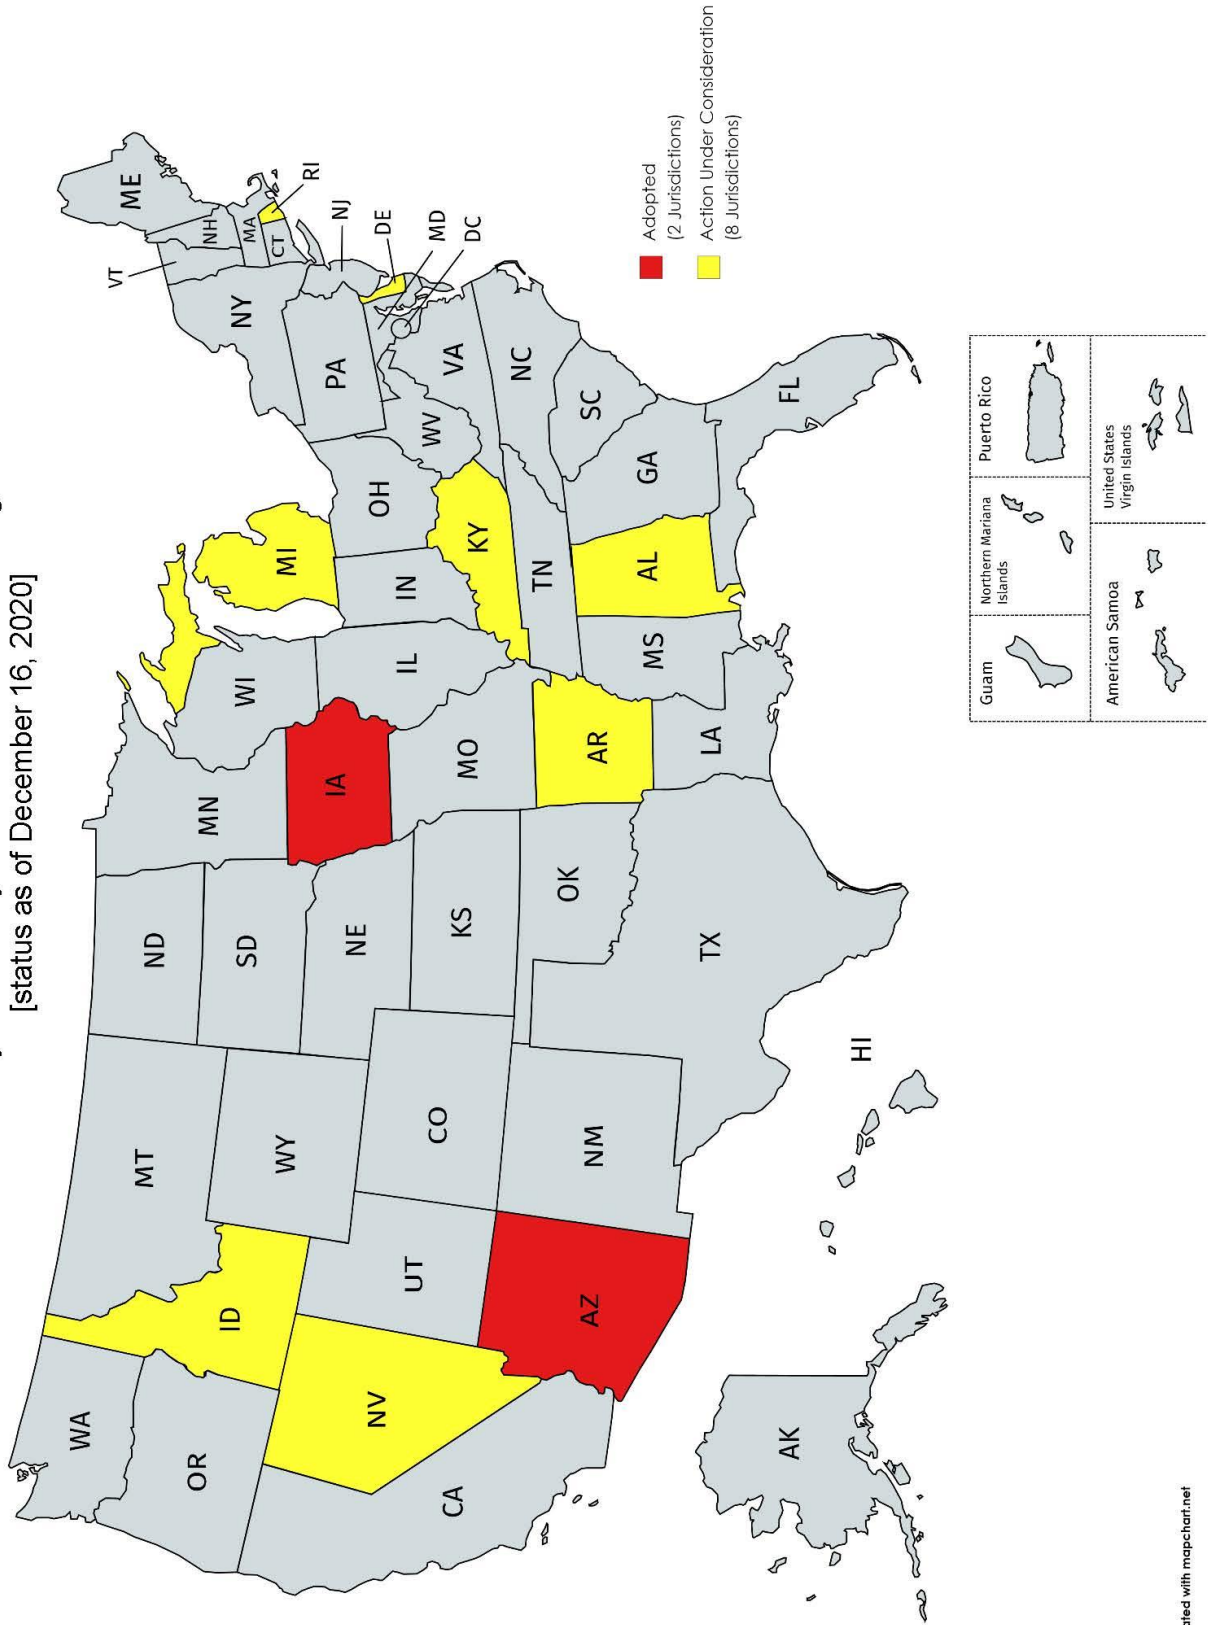 [status as of December 16, 2020]
WA
OR
CA
NV
ID
MT
WY
UT
AZ
CO
NM
ND
SD
NE
KS
OK
TX
MN
IA
MO
AR
LA
WI
IL
MI
IN
OH
KY
TN
MS
AL
GA
FL
SC
NC
VA
WV
PA
NY
VT
NH
ME
MA
CT
RI
NJ
DE
MD
DC
AK
HI
Adopted
(2 Jurisdictions)
Action Under Consideration
(8 Jurisdictions)
Guam
Northern Mariana
Islands
Puerto Rico
American Samoa
United States
Virgin Islands
with mapchart.net